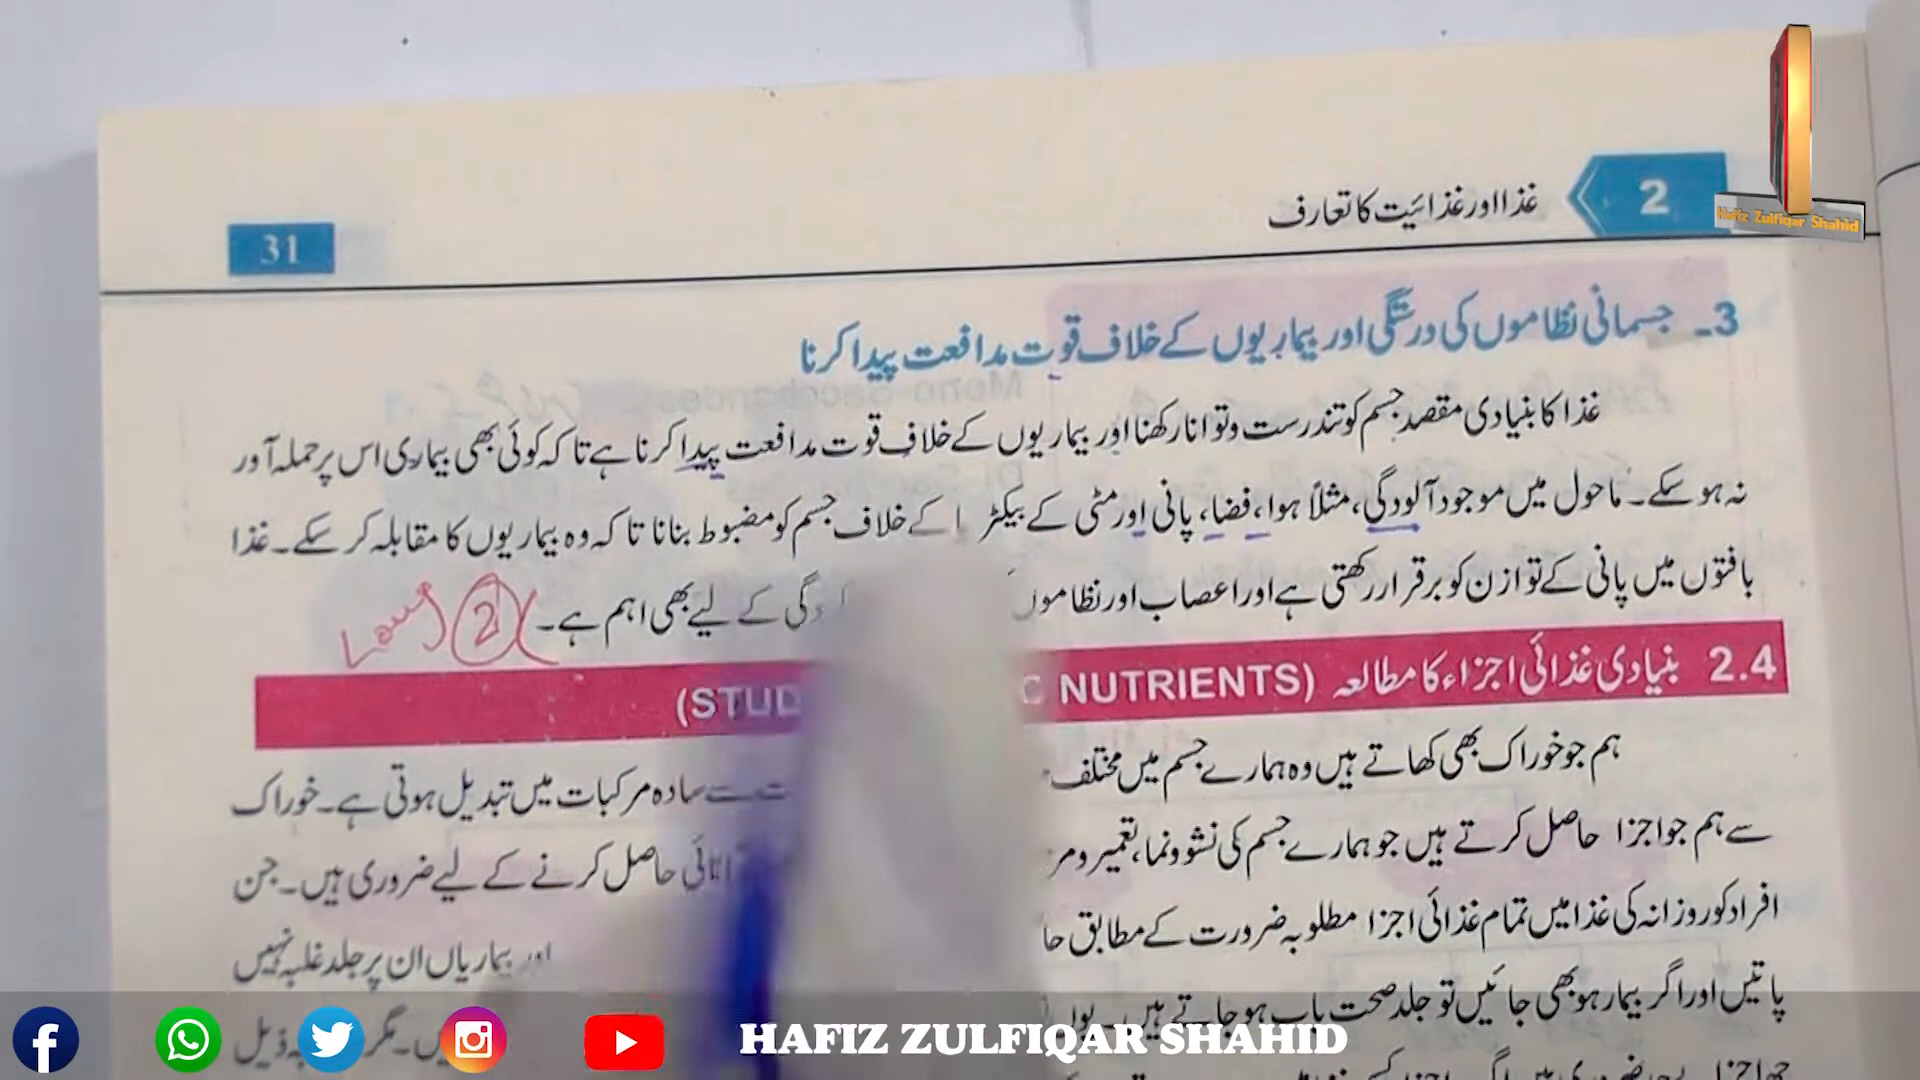 2
غذا اور غذائیت کا تعارف
31
Hafiz Zulfiqar Shahid
3۔ جسمانی نظاموں کی درستگی اور بیماریوں کے خلاف قوت مدافعت پیدا کرنا
غذا کا بنیادی مقصد جسم کو تندرست و توانا رکھنا اور بیماریوں کے خلاف قوت مدافعت پیدا کرنا ہے تا کہ کوئی بھی بیماری اس پر حملہ آور
نہ ہو سکے۔ ماحول میں موجود آلودگی، مثلاً ہوا، فضا، پانی اور مٹی کے بیکٹر کے خلاف جسم کو مضبوط بنانا تا کہ وہ بیماریوں کا مقابلہ کر سکے۔ غذا
بافتوں میں پانی کے توازن کو برقرار رکھتی ہے اور اعصاب اور نظاموں کے لیے بھی اہم ہے۔ 2 Long
2.4 بنیادی غذائی اجزاء کا مطالعہ (STUD C NUTRIENTS)
ہم جو خوراک بھی کھاتے ہیں وہ ہمارے جسم میں مختلف سے سادہ مرکبات میں تبدیل ہوتی ہے۔ خوراک
سے ہم جو اجزا حاصل کرتے ہیں جو ہمارے جسم کی نشوونما، تعمیر و حاصل کرنے کے لیے ضروری ہیں۔ جن
افراد کو روزانہ کی غذا میں تمام غذائی اجزا مطلوبہ ضرورت کے مطابق اور بیماریاں ان پر جلد غلبہ نہیں
پاتیں اور اگر بیمار ہو بھی جائیں تو جلد صحت یاب ہو جاتے ہیں۔ یوں ۔ مگر ذیل
HAFIZ ZULFIQAR SHAHID